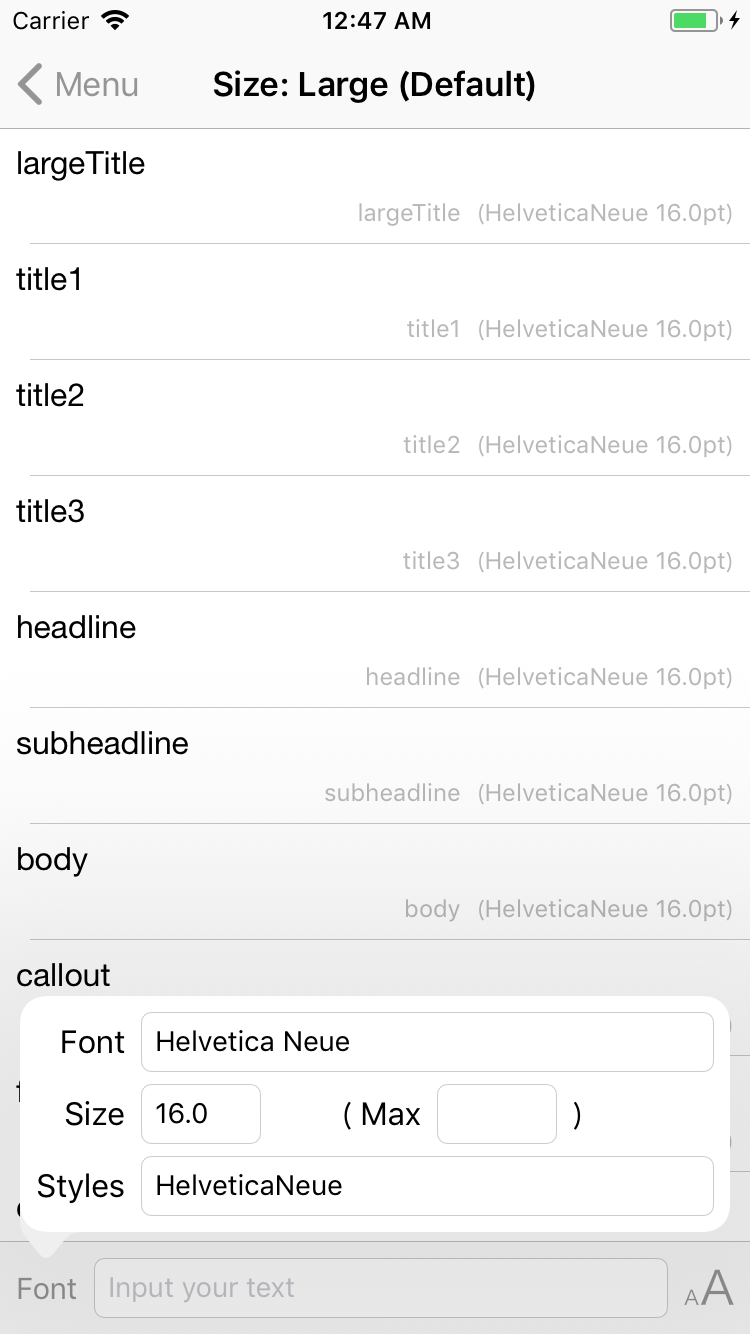 Carrier 12:47 AM
Menu Size: Large (Default)
largeTitle
largeTitle (HelveticaNeue 16.0pt)
title1
title1 (HelveticaNeue 16.0pt)
title2
title2 (HelveticaNeue 16.0pt)
title3
title3 (HelveticaNeue 16.0pt)
headline
headline (HelveticaNeue 16.0pt)
subheadline
subheadline (HelveticaNeue 16.0pt)
body
body (HelveticaNeue 16.0pt)
callout
Font Helvetica Neue
Size 16.0 ( Max )
Styles HelveticaNeue
Font Input your text AA